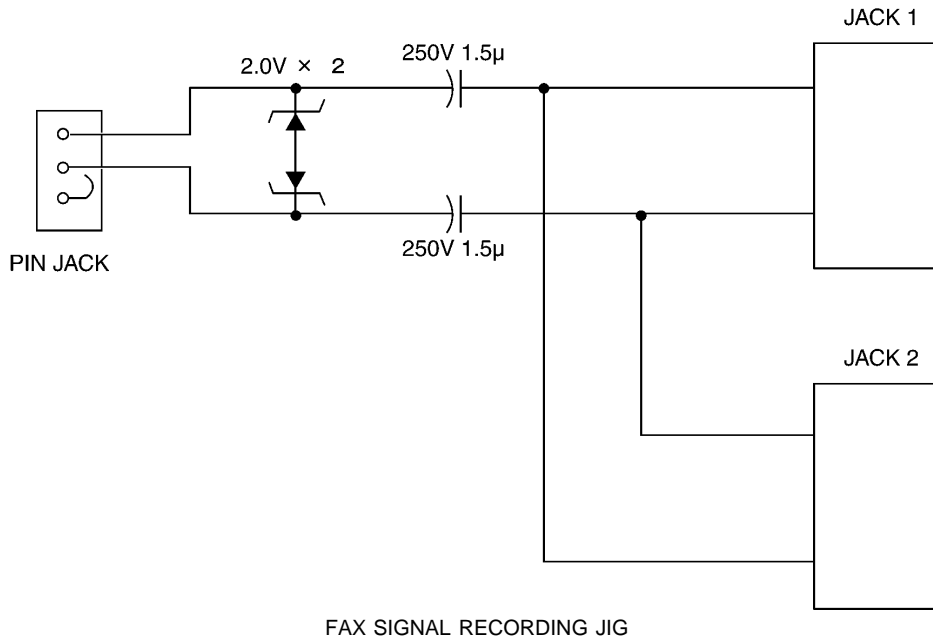 JACK 1
250V 1.5µ
2.0V × 2
PIN JACK
250V 1.5µ
JACK 2
FAX SIGNAL RECORDING JIG